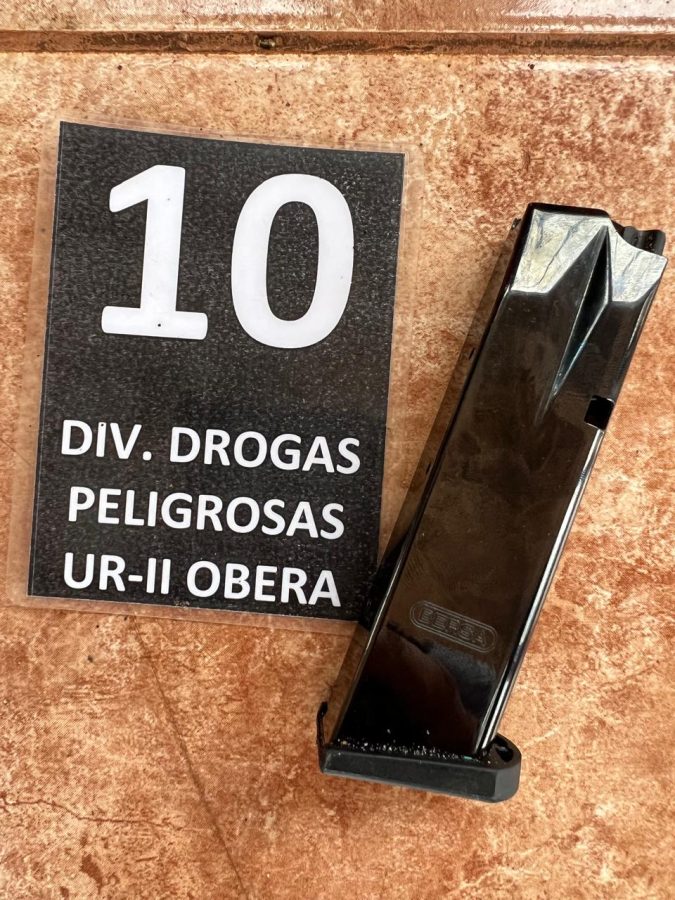 10
DIV. DROGAS
PELIGROSAS
UR-II OBERA
BERSA